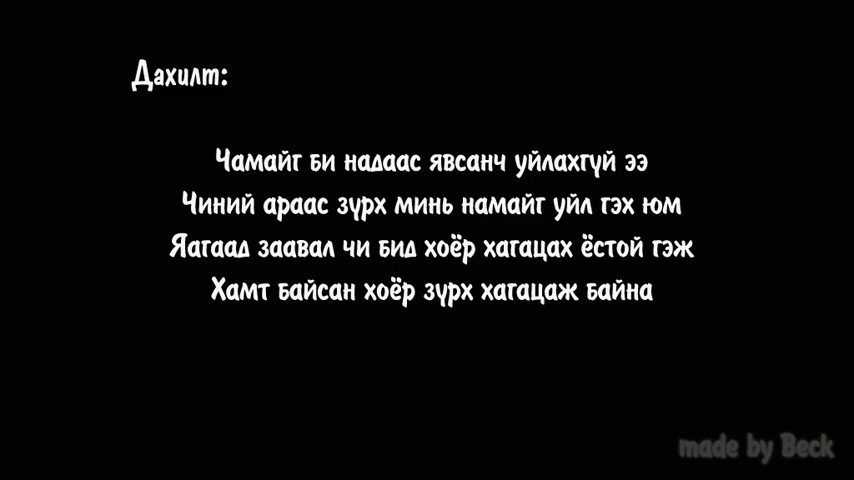 Дахилт:
Чамайг би надаас явсанч уйлахгүй ээ
Чиний араас зүрх минь намайг уйл гэх юм
Яагаад заавал чи бид хоёр хагацах ёстой гэж
Хамт байсан хоёр зүрх хагацаж байна
made by Beck